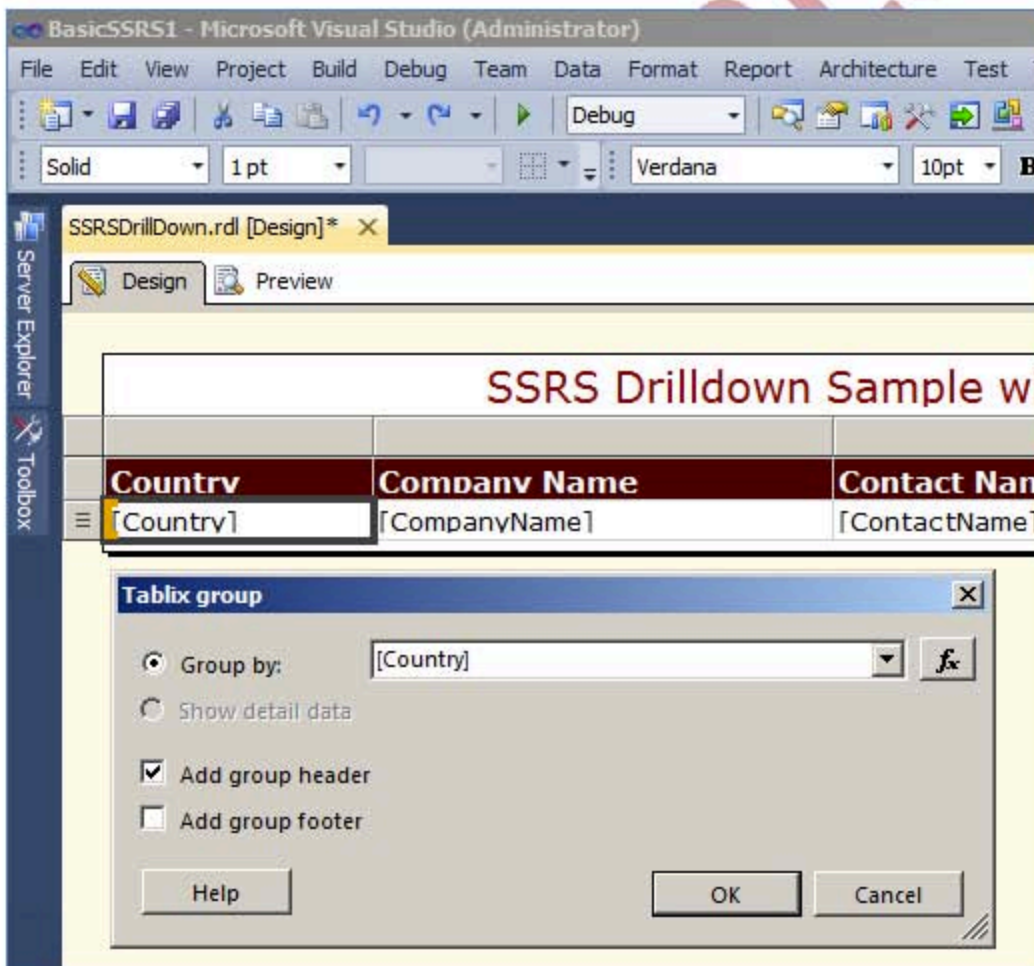 BasicSSRS1 - Microsoft Visual Studio (Administrator)
File Edit View Project Build Debug Team Data Format Report Architecture Test
Debug
Solid 1 pt Verdana 10pt B
SSRSDrillDown.rdl [Design]*
Design Preview
Server Explorer
Toolbox
SSRS Drilldown Sample w
Country Company Name Contact Nam
[Country] [CompanyName] [ContactName]
Tablix group
Group by: [Country] fx
Show detail data
Add group header
Add group footer
Help OK Cancel